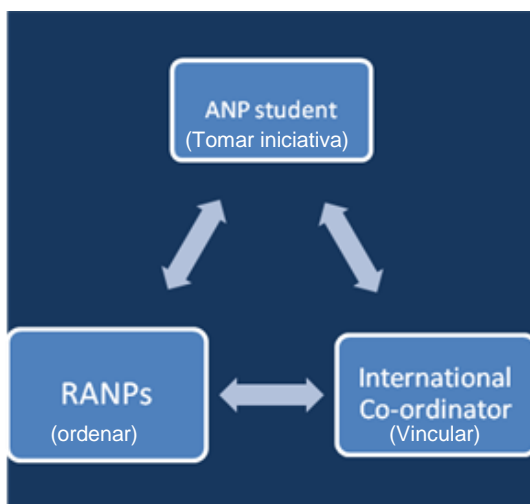 ANP student
(Tomar iniciativa)
RANPs
(ordenar)
International
Co-ordinator
(Vincular)